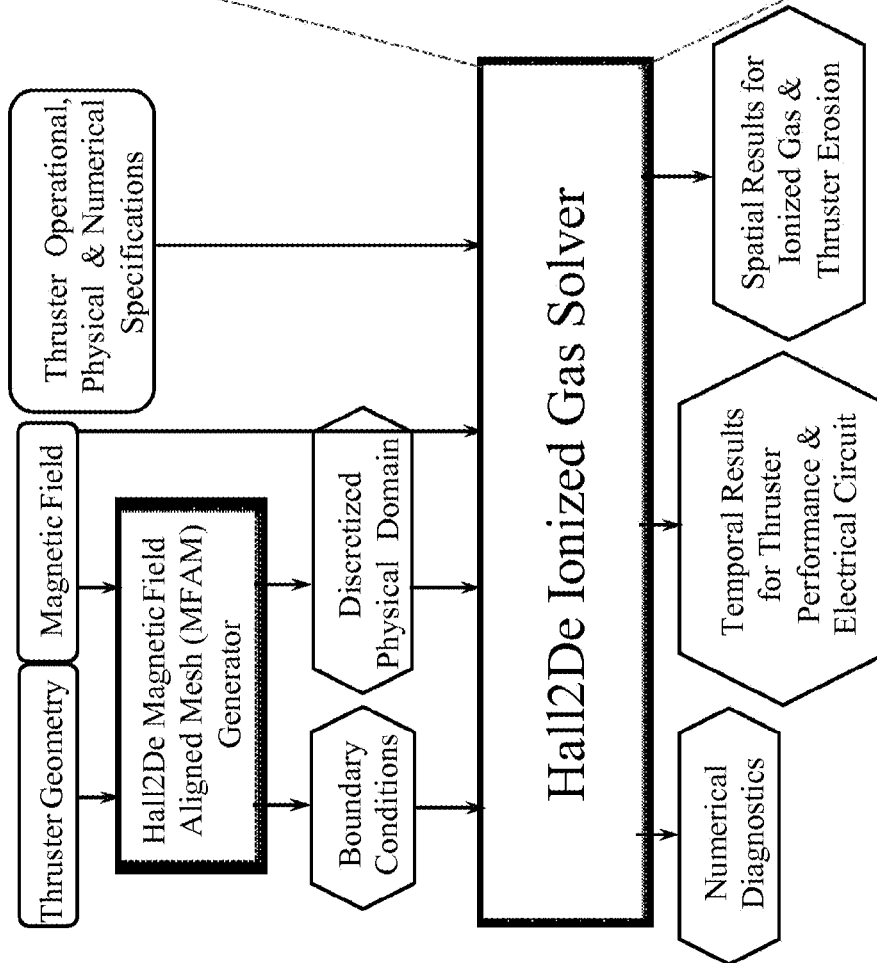 Thruster Geometry
Magnetic Field
Thruster Operational,
Physical & Numerical
Specifications
Hall2De Magnetic Field
Aligned Mesh (MFAM)
Generator
Boundary
Conditions
Discretized
Physical Domain
Hall2De Ionized Gas Solver
Numerical
Diagnostics
Temporal Results
for Thruster
Performance &
Electrical Circuit
Spatial Results for
Ionized Gas &
Thruster Erosion